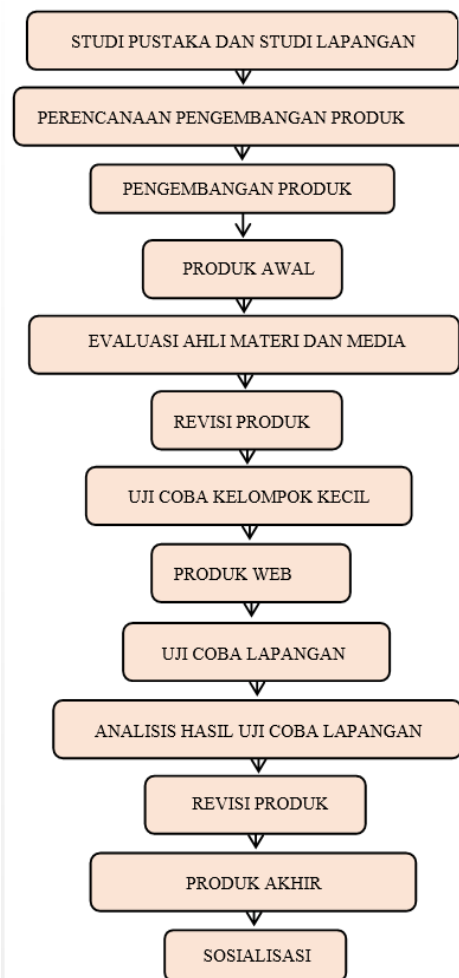 STUDI PUSTAKA DAN STUDI LAPANGAN
PERENCANAAN PENGEMBANGAN PRODUK
PENGEMBANGAN PRODUK
PRODUK AWAL
EVALUASI AHLI MATERI DAN MEDIA
REVISI PRODUK
UJI COBA KELOMPOK KECIL
PRODUK WEB
UJI COBA LAPANGAN
ANALISIS HASIL UJI COBA LAPANGAN
REVISI PRODUK
PRODUK AKHIR
SOSIALISASI